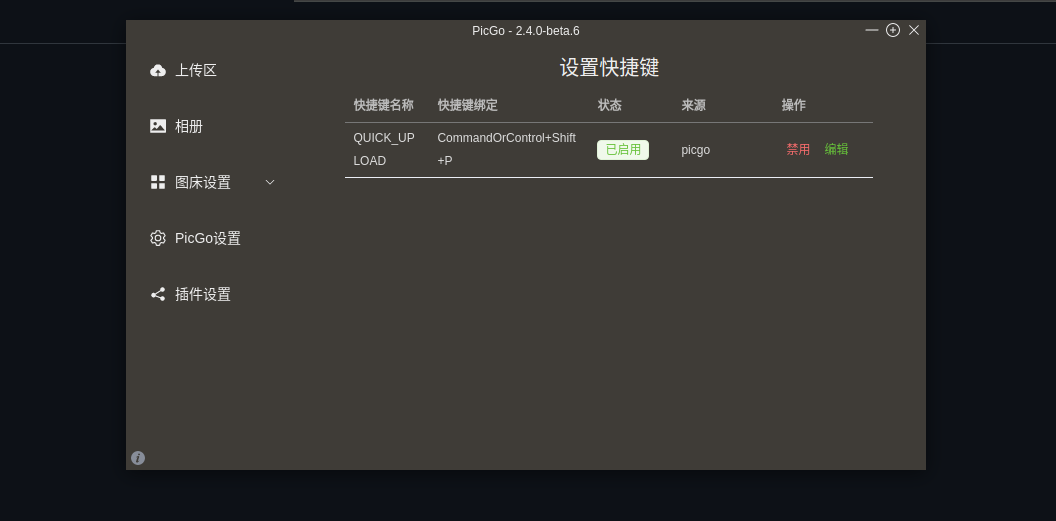 PicGo - 2.4.0-beta.6
上传区
相册
图床设置
PicGo设置
插件设置
设置快捷键
快捷键名称 快捷键绑定 状态 来源 操作
QUICK_UP CommandOrControl+Shift
LOAD +P
已启用 picgo 禁用 编辑